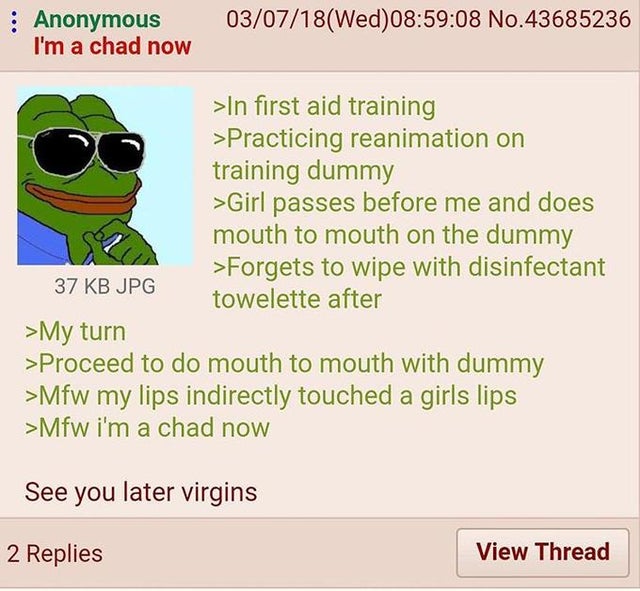 Anonymous 03/07/18(Wed)08:59:08 No.43685236
I'm a chad now
>In first aid training
>Practicing reanimation on
training dummy
>Girl passes before me and does
mouth to mouth on the dummy
>Forgets to wipe with disinfectant
towelette after
37 KB JPG
>My turn
>Proceed to do mouth to mouth with dummy
>Mfw my lips indirectly touched a girls lips
>Mfw i'm a chad now
See you later virgins
2 Replies View Thread